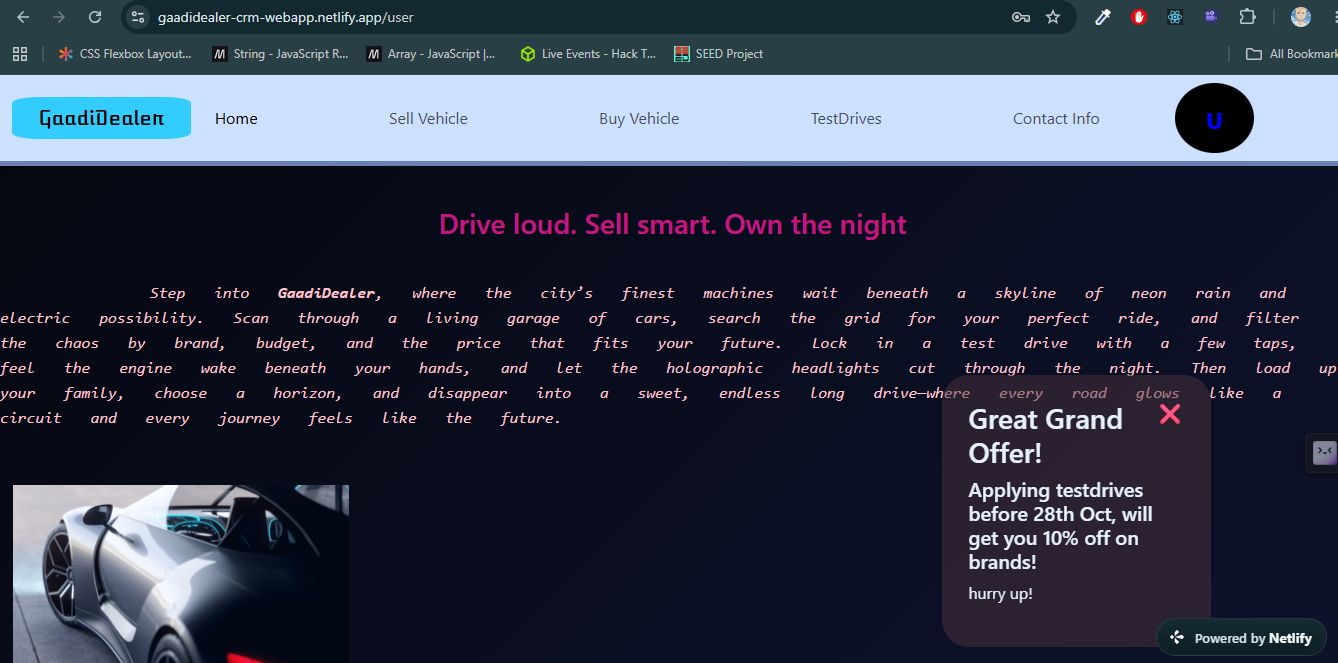 gaadidealer-crm-webapp.netlify.app/user
CSS Flexbox Layout... String - JavaScript R... Array - JavaScript |... Live Events - Hack T... SEED Project All Bookmark
GaadiDealer Home Sell Vehicle Buy Vehicle TestDrives Contact Info U
Drive loud. Sell smart. Own the night
Step into GaadiDealer, where the city’s finest machines wait beneath a skyline of neon rain and
electric possibility. Scan through a living garage of cars, search the grid for your perfect ride, and filter
the chaos by brand, budget, and the price that fits your future. Lock in a test drive with a few taps,
feel the engine wake beneath your hands, and let the holographic headlights cut through the night. Then load up
your family, choose a horizon, and disappear into a sweet, endless long drive—where every road glows like a
circuit and every journey feels like the future.
Great Grand
Offer!
Applying testdrives
before 28th Oct, will
get you 10% off on
brands!
hurry up!
Powered by Netlify